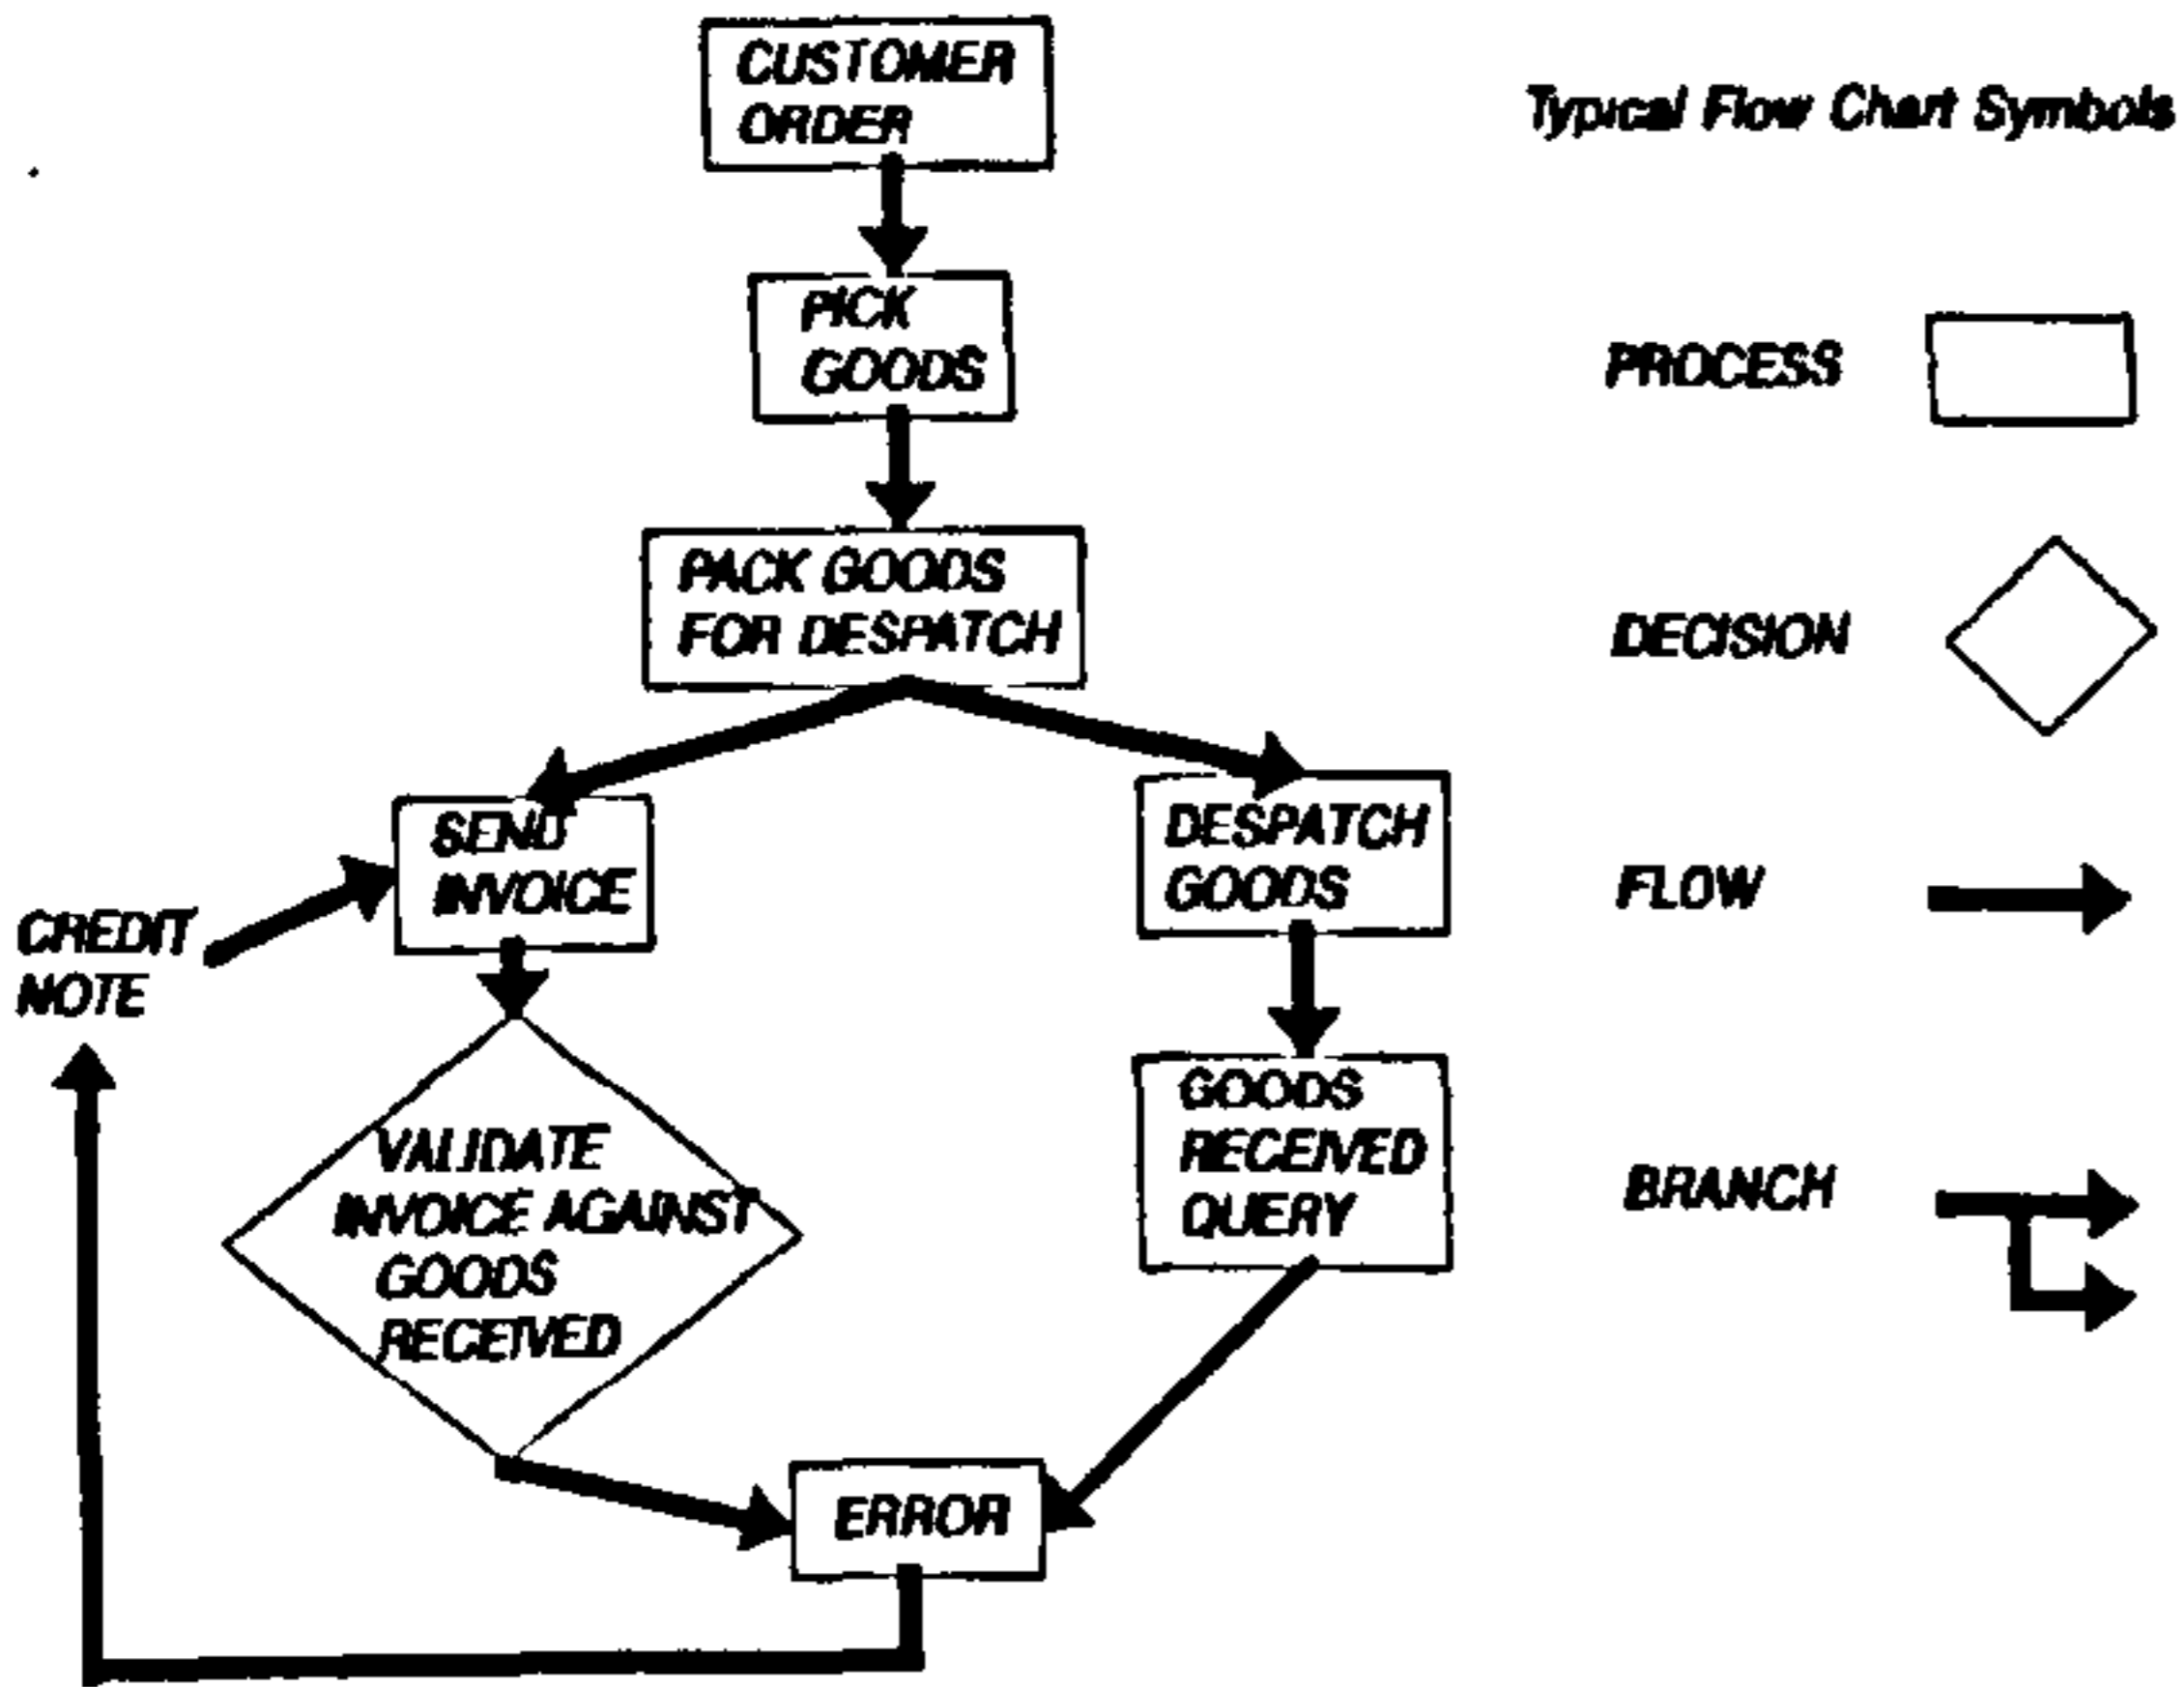 CUSTOMER
ORDER
Typical Flow Chart Symbols
PICK
GOODS
PROCESS
PACK GOODS
FOR DESPATCH
DECISION
SEND
INVOICE
DESPATCH
GOODS
FLOW
CREDIT
NOTE
VALIDATE
INVOICE AGAINST
GOODS
RECEIVED
GOODS
RECEIVED
QUERY
BRANCH
ERROR